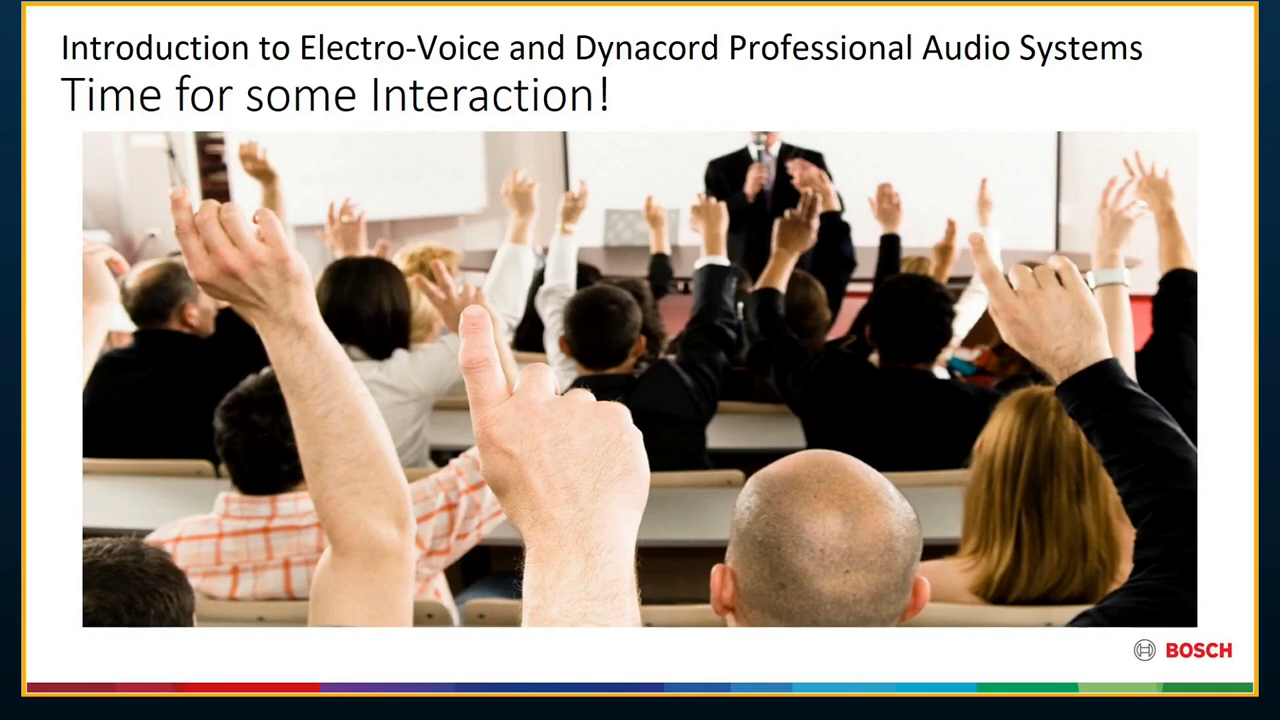 Introduction to Electro-Voice and Dynacord Professional Audio Systems
Time for some Interaction!
BOSCH